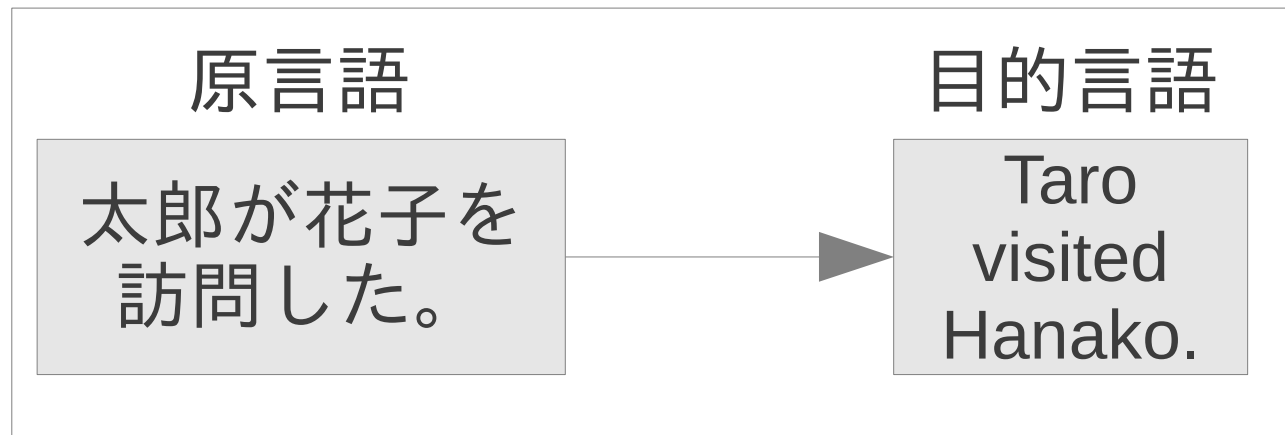 原言語
太郎が花子を
訪問した。
目的言語
Taro
visited
Hanako.